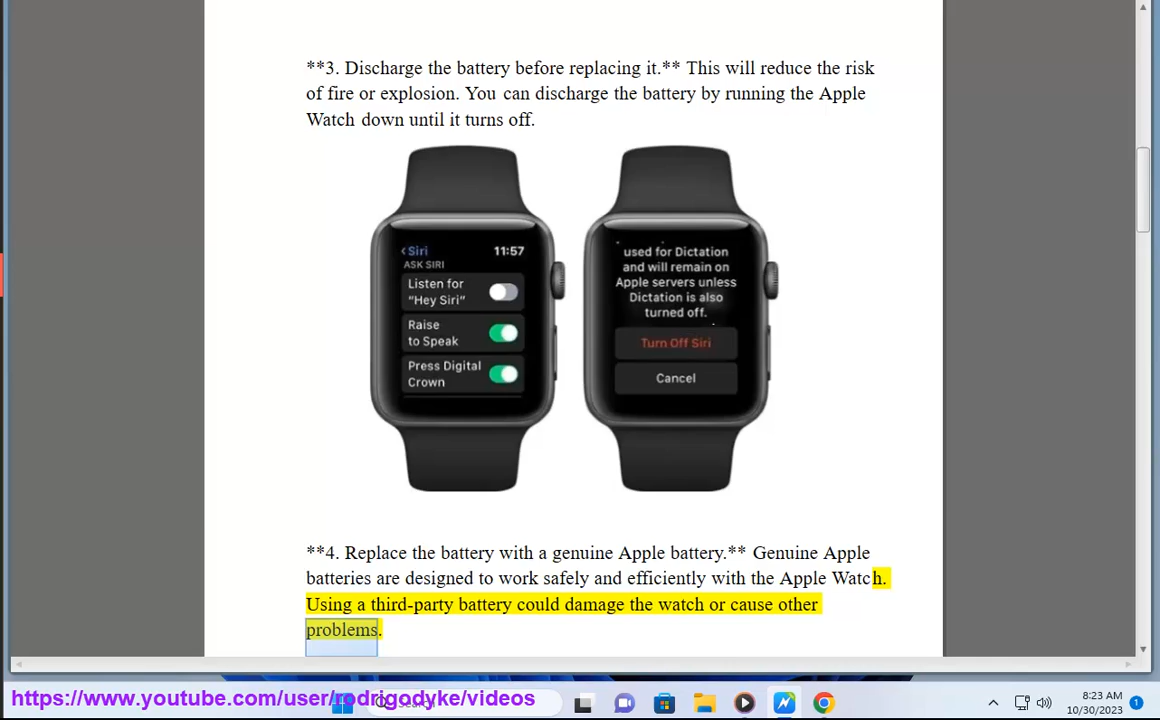 **3. Discharge the battery before replacing it.** This will reduce the risk
of fire or explosion. You can discharge the battery by running the Apple
Watch down until it turns off.
Siri
11:57
ASK SIRI
Listen for
“Hey Siri”
Raise
to Speak
Press Digital
Crown
used for Dictation
and will remain on
Apple servers unless
Dictation is also
turned off.
Turn Off Siri
Cancel
**4. Replace the battery with a genuine Apple battery.** Genuine Apple
batteries are designed to work safely and efficiently with the Apple Watch.
Using a third-party battery could damage the watch or cause other
problems.
https://www.youtube.com/user/rodrigodyke/videos
8:23 AM
10/30/2023
1